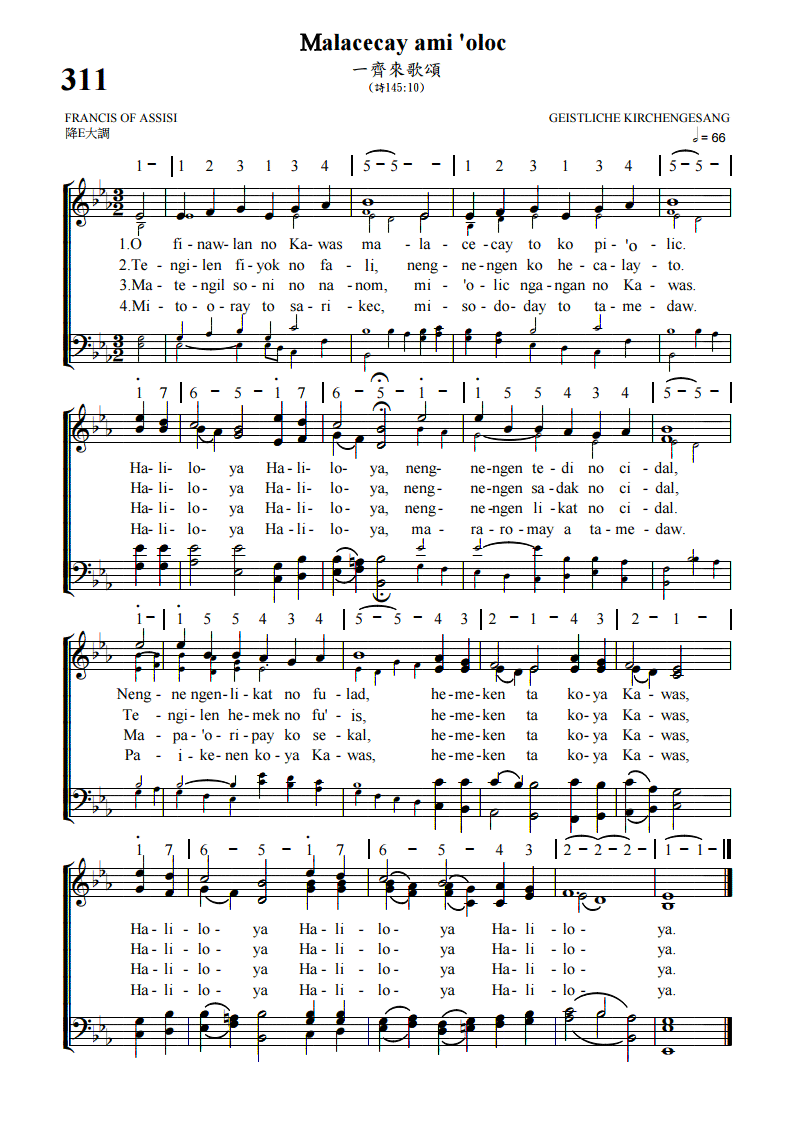 Malacecay ami 'oloc
一齊來歌頌
311
(詩145:10)
FRANCIS OF ASSISI
GEISTLICHE KIRCHENGESANG
降E大調
= 66
1 - | 1 2 3 1 3 4 | 5 - 5 - - | 1 2 3 1 3 4 | 5 - 5 - |
1.O fi-naw-lan no Ka-was ma-la-ce-cay to ko pi-'o-lic.
2.Te-ngi-len fi-yok no fa-li, neng-ne-ngen ko he-ca-lay-to.
3.Ma-te-ngil so-ni no na-nom, mi-'o-lic nga-ngan no Ka-was.
4.Mi-to-o-ray to sa-ri-kec, mi-so-do-day to ta-me-daw.
1 7 | 6 - 5 - 1 7 | 6 - 5 - 1 - | 1 5 5 4 3 4 | 5 - 5 - |
Ha-li-lo-ya Ha-li-lo-ya, neng-ne-ngen te-di no ci-dal,
Ha-li-lo-ya Ha-li-lo-ya, neng-ne-ngen sa-dak no ci-dal,
Ha-li-lo-ya Ha-li-lo-ya, neng-ne-ngen li-kat no ci-dal.
Ha-li-lo-ya Ha-li-lo-ya, ma-ra-ro-may a ta-me-daw.
1 - | 1 5 5 4 3 4 | 5 - 5 - 4 3 | 2 - 1 - 4 3 | 2 - 1 - |
Neng-ne ngen-li-kat no fu-lad, he-me-ken ta ko-ya Ka-was,
Te-ngi-len he-mek no fu'-is, he-me-ken ta ko-ya Ka-was,
Ma-pa-'o-ri-pay ko se-kal, he-me-ken ta ko-ya Ka-was,
Pa-i-ke-nen ko-ya Ka-was, he-me-ken ta ko-ya Ka-was,
1 7 | 6 - 5 - 1 7 | 6 - 5 - 4 3 | 2 - 2 - 2 - | 1 - 1 - ||
Ha-li-lo-ya Ha-li-lo-ya Ha-li-lo-ya.
Ha-li-lo-ya Ha-li-lo-ya Ha-li-lo-ya.
Ha-li-lo-ya Ha-li-lo-ya Ha-li-lo-ya.
Ha-li-lo-ya Ha-li-lo-ya Ha-li-lo-ya.